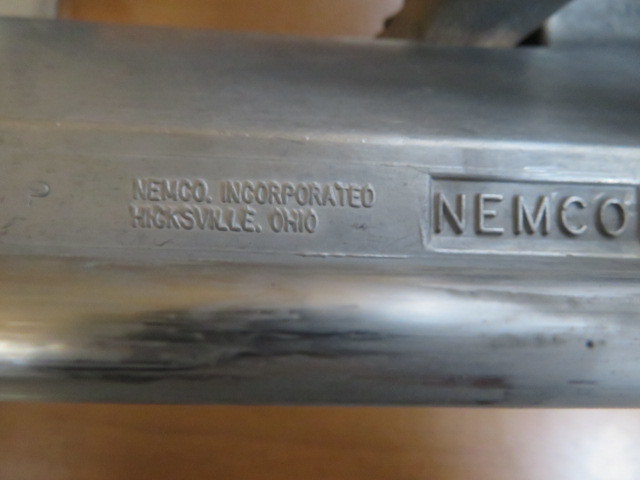 NEMCO. INCORPORATED
HICKSVILLE. OHIO
NEMCO